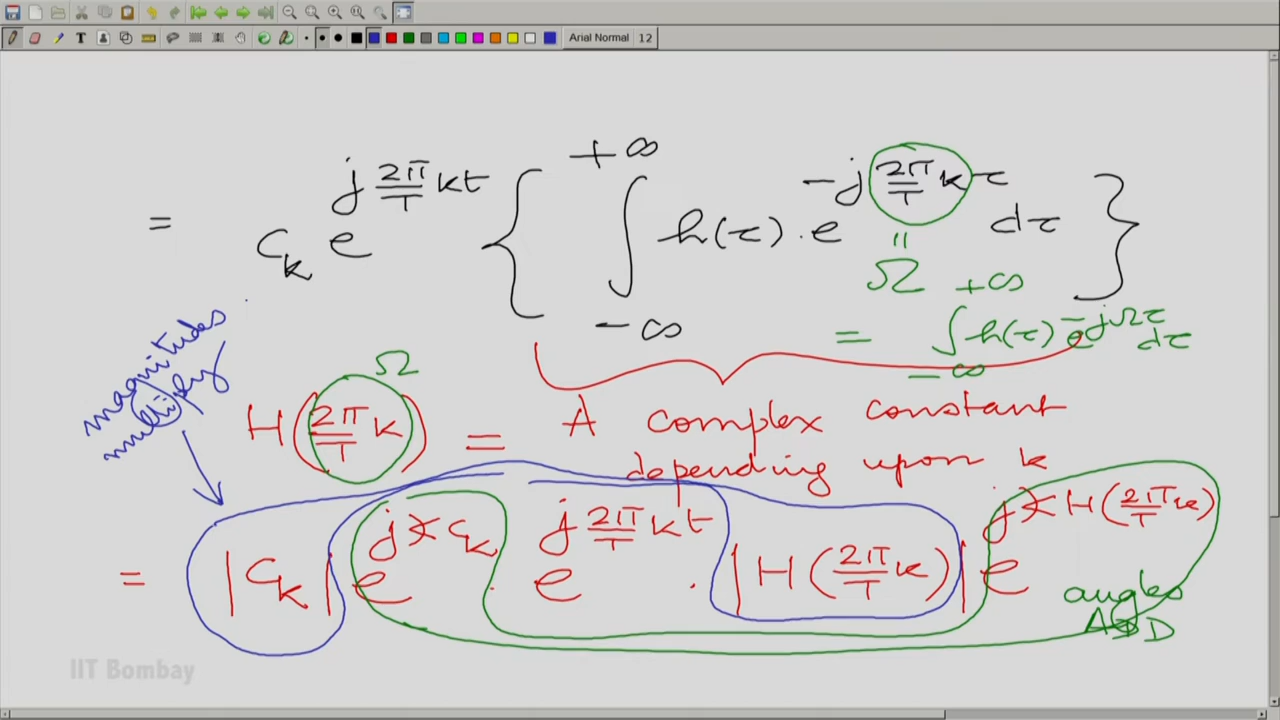 Arial Normal 12
= c_k e^{j 2π/T kt} { ∫_{-∞}^{+∞} h(τ) . e^{-j 2π/T k τ} dτ }
|| Ω
= ∫_{-∞}^{+∞} h(τ) e^{-jΩτ} dτ
magnitudes
multiply
Ω
H(2π/T k) = A complex constant
depending upon k
= |c_k| e^{j∠c_k} . e^{j 2π/T kt} . |H(2π/T k)| e^{j∠H(2π/T k)}
angles
ADD
IIT Bombay